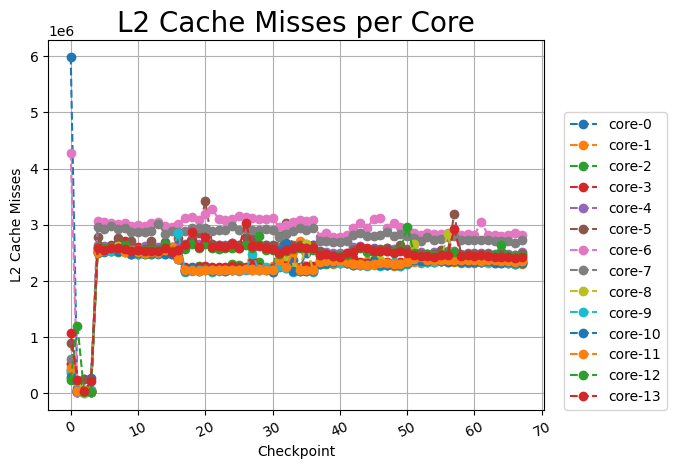 L2 Cache Misses per Core
1e6
6
5
4
3
2
1
0
L2 Cache Misses
0 10 20 30 40 50 60 70
Checkpoint
core-0
core-1
core-2
core-3
core-4
core-5
core-6
core-7
core-8
core-9
core-10
core-11
core-12
core-13